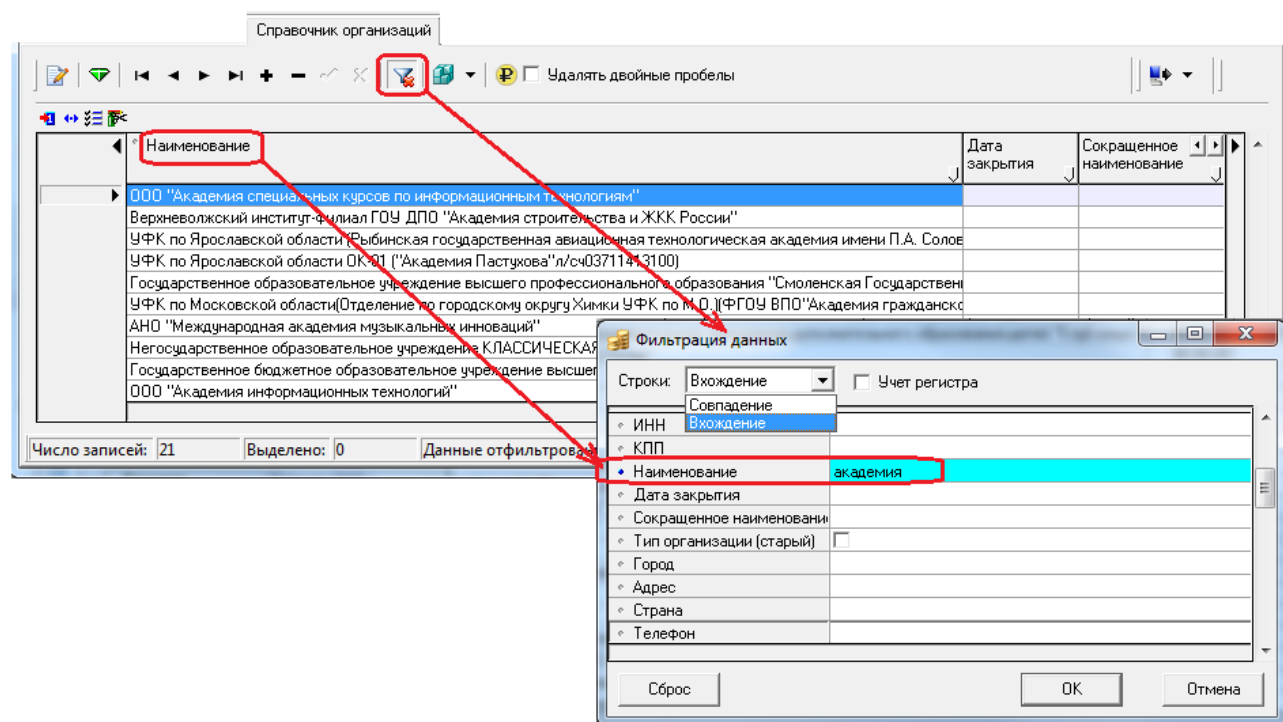 Справочник организаций
Удалять двойные пробелы
Наименование
Дата закрытия
Сокращенное наименование
ООО "Академия специальных курсов по информационным технологиям"
Верхневолжский институт-филиал ГОУ ДПО "Академия строительства и ЖКК России"
УФК по Ярославской области (Рыбинская государственная авиационная технологическая академия имени П.А. Солов
УФК по Ярославской области ОК-01 ("Академия Пастухова"л/сч03711413100)
Государственное образовательное учреждение высшего профессионального образования "Смоленская Государствен
УФК по Московской области(Отделение по городскому округу Химки УФК по М.О.)(ФГОУ ВПО"Академия гражданско
АНО "Международная академия музыкальных инноваций"
Негосударственное образовательное учреждение КЛАССИЧЕСКАЯ
Государственное бюджетное образовательное учреждение высшег
ООО "Академия информационных технологий"
Число записей: 21 Выделено: 0 Данные отфильтрован
Фильтрация данных
Строки: Вхождение Учет регистра
Совпадение
Вхождение
ИНН
КПП
Наименование академия
Дата закрытия
Сокращенное наименовани
Тип организации (старый)
Город
Адрес
Страна
Телефон
Сброс OK Отмена